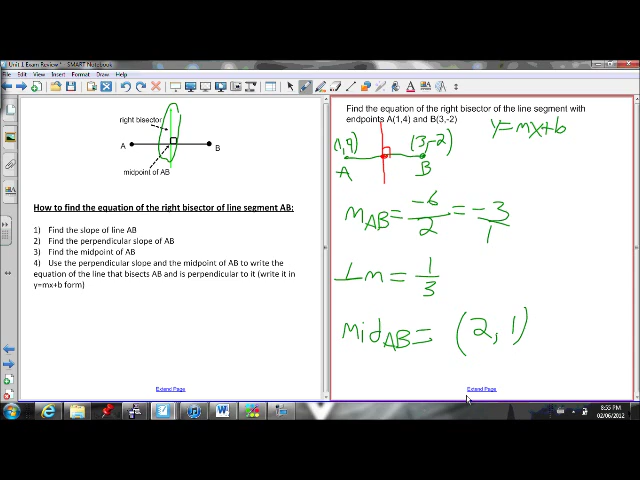 Unit 1 Exam Review * - SMART Notebook
File Edit View Insert Format Draw Help
right bisector
A
B
midpoint of AB
How to find the equation of the right bisector of line segment AB:
1) Find the slope of line AB
2) Find the perpendicular slope of AB
3) Find the midpoint of AB
4) Use the perpendicular slope and the midpoint of AB to write the
equation of the line that bisects AB and is perpendicular to it (write it in
y=mx+b form)
Extend Page
Find the equation of the right bisector of the line segment with
endpoints A(1,4) and B(3,-2)
y=mx+b
(3,-2)
A
B
mAB = -6/2 = -3/1
⊥m = 1/3
midAB = (2, 1)
Extend Page
8:55 PM
02/06/2012